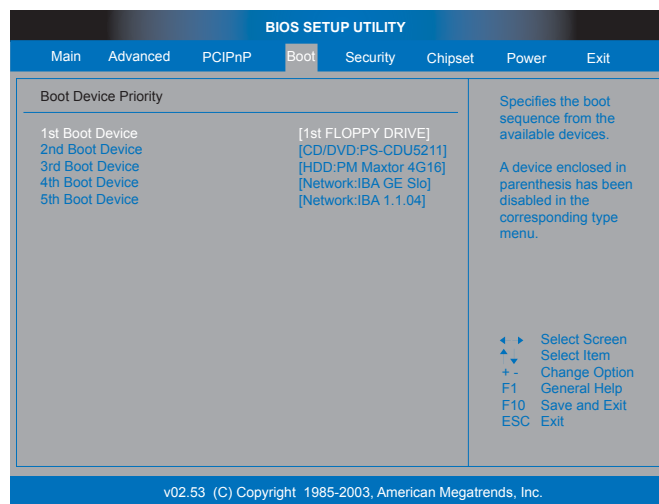 BIOS SETUP UTILITY
Main Advanced PCIPnP Boot Security Chipset Power Exit
Boot Device Priority
1st Boot Device [1st FLOPPY DRIVE]
2nd Boot Device [CD/DVD:PS-CDU5211]
3rd Boot Device [HDD:PM Maxtor 4G16]
4th Boot Device [Network:IBA GE Slo]
5th Boot Device [Network:IBA 1.1.04]
Specifies the boot
sequence from the
available devices.
A device enclosed in
parenthesis has been
disabled in the
corresponding type
menu.
Select Screen
Select Item
+ - Change Option
F1 General Help
F10 Save and Exit
ESC Exit
v02.53 (C) Copyright 1985-2003, American Megatrends, Inc.